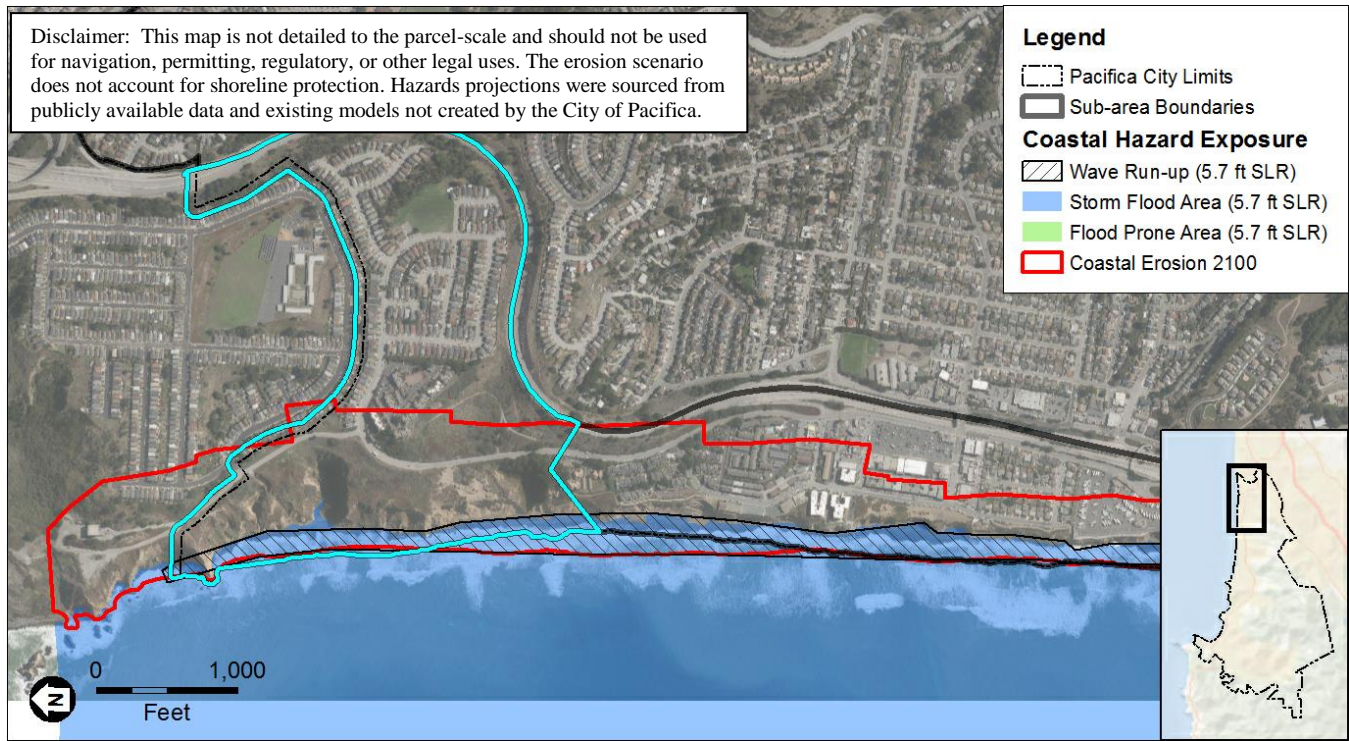 Disclaimer:  This map is not detailed to the parcel-scale and should not be used
for navigation, permitting, regulatory, or other legal uses. The erosion scenario
does not account for shoreline protection. Hazards projections were sourced from
publicly available data and existing models not created by the City of Pacifica.
Legend
Pacifica City Limits
Sub-area Boundaries
Coastal Hazard Exposure
Wave Run-up (5.7 ft SLR)
Storm Flood Area (5.7 ft SLR)
Flood Prone Area (5.7 ft SLR)
Coastal Erosion 2100
0 1,000
Feet
N